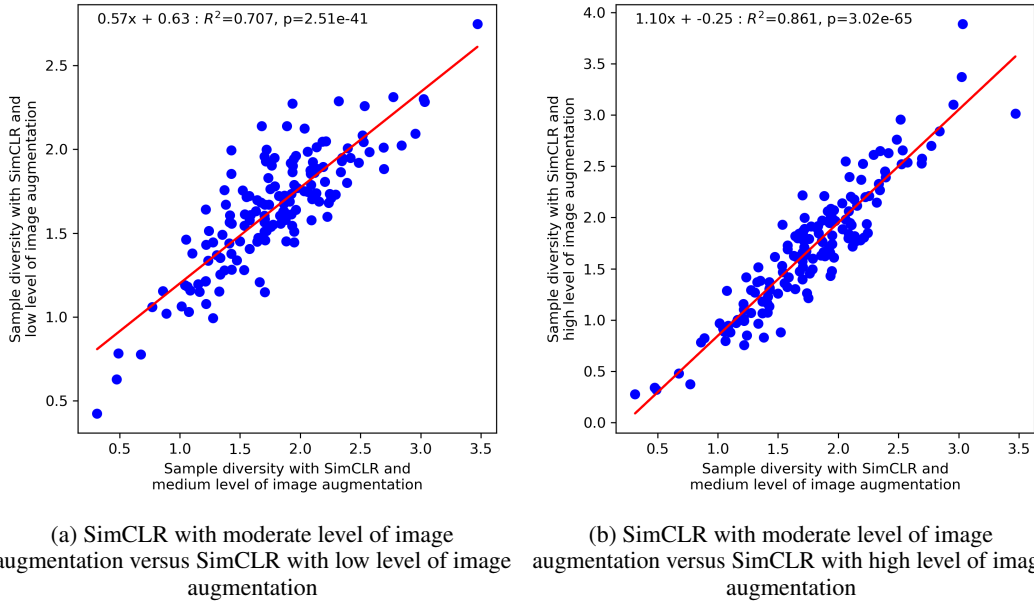 0.57x + 0.63 : R²=0.707, p=2.51e-41
Sample diversity with SimCLR and
low level of image augmentation
2.5
2.0
1.5
1.0
0.5
0.5 1.0 1.5 2.0 2.5 3.0 3.5
Sample diversity with SimCLR and
medium level of image augmentation
(a) SimCLR with moderate level of image
augmentation versus SimCLR with low level of image
augmentation
1.10x + -0.25 : R²=0.861, p=3.02e-65
Sample diversity with SimCLR and
high level of image augmentation
4.0
3.5
3.0
2.5
2.0
1.5
1.0
0.5
0.0
0.5 1.0 1.5 2.0 2.5 3.0 3.5
Sample diversity with SimCLR and
medium level of image augmentation
(b) SimCLR with moderate level of image
augmentation versus SimCLR with high level of image
augmentation